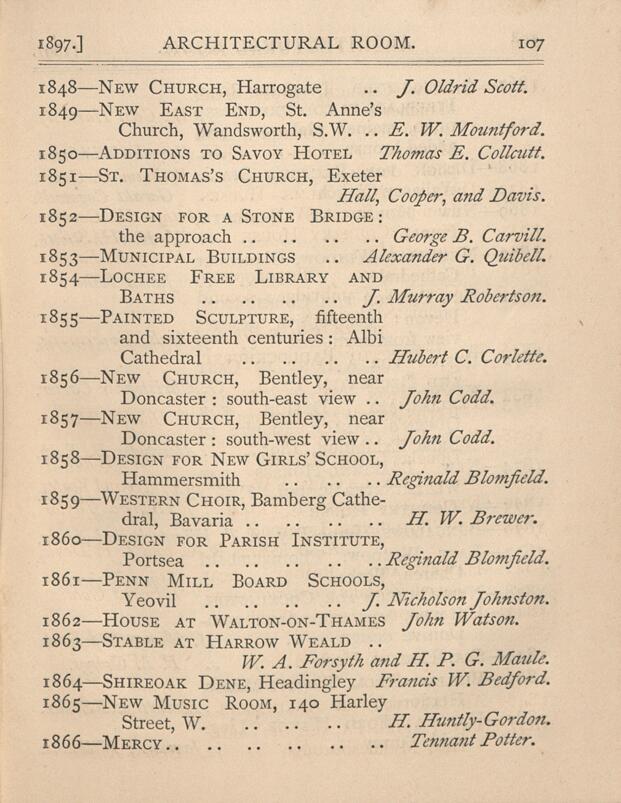 1897.] ARCHITECTURAL ROOM. 107
1848—NEW CHURCH, Harrogate .. J. Oldrid Scott.
1849—NEW EAST END, St. Anne's
Church, Wandsworth, S.W. .. E. W. Mountford.
1850—ADDITIONS TO SAVOY HOTEL Thomas E. Collcutt.
1851—ST. THOMAS'S CHURCH, Exeter
Hall, Cooper, and Davis.
1852—DESIGN FOR A STONE BRIDGE:
the approach .. .. .. .. George B. Carvill.
1853—MUNICIPAL BUILDINGS .. Alexander G. Quibell.
1854—LOCHEE FREE LIBRARY AND
BATHS .. .. .. .. J. Murray Robertson.
1855—PAINTED SCULPTURE, fifteenth
and sixteenth centuries: Albi
Cathedral .. .. .. .. Hubert C. Corlette.
1856—NEW CHURCH, Bentley, near
Doncaster: south-east view .. John Codd.
1857—NEW CHURCH, Bentley, near
Doncaster: south-west view .. John Codd.
1858—DESIGN FOR NEW GIRLS' SCHOOL,
Hammersmith .. .. .. Reginald Blomfield.
1859—WESTERN CHOIR, Bamberg Cathe-
dral, Bavaria .. .. .. .. H. W. Brewer.
1860—DESIGN FOR PARISH INSTITUTE,
Portsea .. .. .. .. .. Reginald Blomfield.
1861—PENN MILL BOARD SCHOOLS,
Yeovil .. .. .. .. J. Nicholson Johnston.
1862—HOUSE AT WALTON-ON-THAMES John Watson.
1863—STABLE AT HARROW WEALD ..
W. A. Forsyth and H. P. G. Maule.
1864—SHIREOAK DENE, Headingley Francis W. Bedford.
1865—NEW MUSIC ROOM, 140 Harley
Street, W. .. .. .. .. H. Huntly-Gordon.
1866—MERCY .. .. .. .. .. .. Tennant Potter.